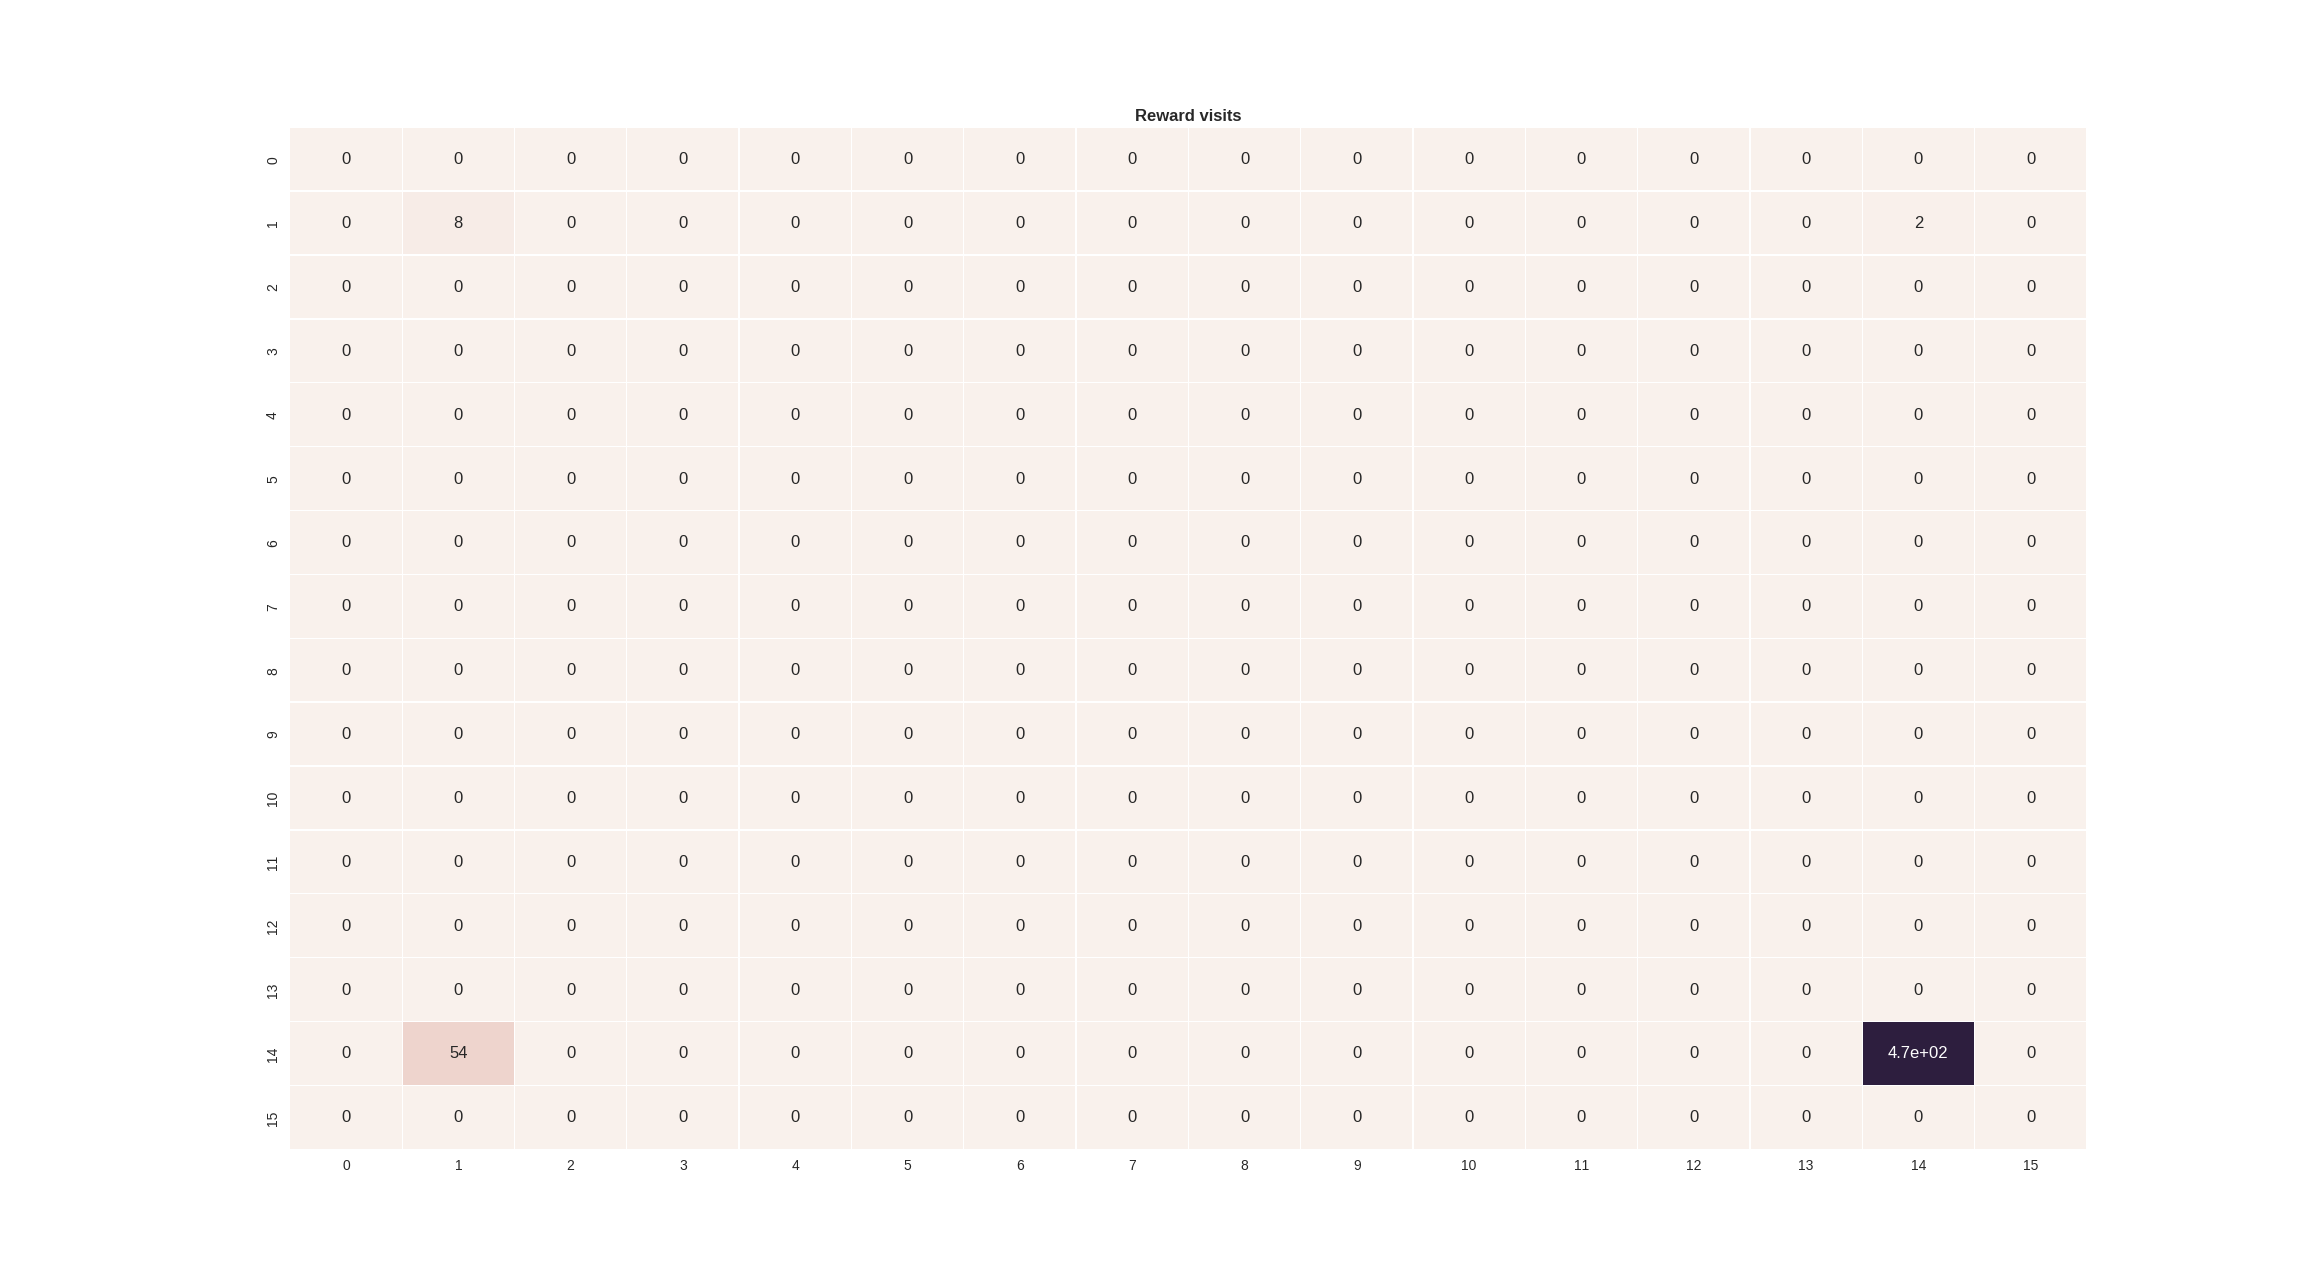 Reward visits
0 0 0 0 0 0 0 0 0 0 0 0 0 0 0 0 0
1 0 8 0 0 0 0 0 0 0 0 0 0 0 0 2 0
2 0 0 0 0 0 0 0 0 0 0 0 0 0 0 0 0
3 0 0 0 0 0 0 0 0 0 0 0 0 0 0 0 0
4 0 0 0 0 0 0 0 0 0 0 0 0 0 0 0 0
5 0 0 0 0 0 0 0 0 0 0 0 0 0 0 0 0
6 0 0 0 0 0 0 0 0 0 0 0 0 0 0 0 0
7 0 0 0 0 0 0 0 0 0 0 0 0 0 0 0 0
8 0 0 0 0 0 0 0 0 0 0 0 0 0 0 0 0
9 0 0 0 0 0 0 0 0 0 0 0 0 0 0 0 0
10 0 0 0 0 0 0 0 0 0 0 0 0 0 0 0 0
11 0 0 0 0 0 0 0 0 0 0 0 0 0 0 0 0
12 0 0 0 0 0 0 0 0 0 0 0 0 0 0 0 0
13 0 0 0 0 0 0 0 0 0 0 0 0 0 0 0 0
14 0 54 0 0 0 0 0 0 0 0 0 0 0 0 4.7e+02 0
15 0 0 0 0 0 0 0 0 0 0 0 0 0 0 0 0
0 1 2 3 4 5 6 7 8 9 10 11 12 13 14 15